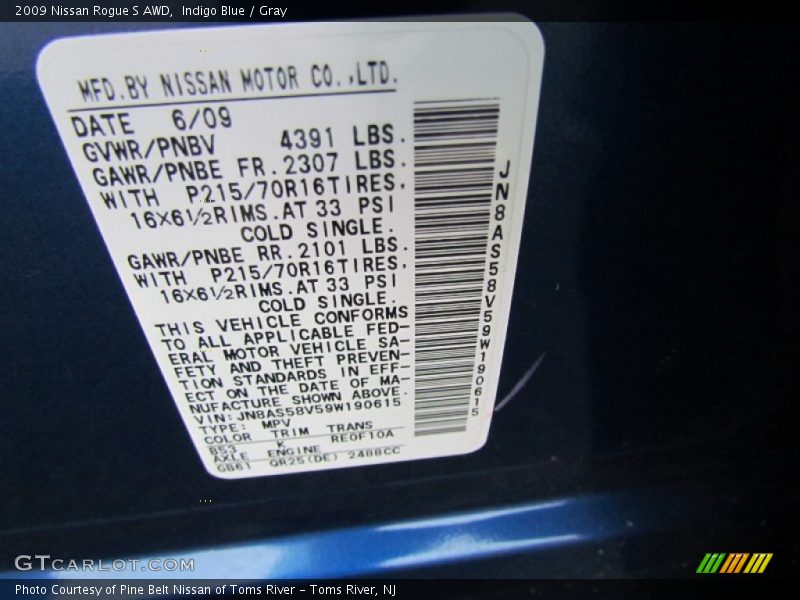 2009 Nissan Rogue S AWD, Indigo Blue / Gray
MFD.BY NISSAN MOTOR CO.,LTD.
DATE 6/09
GVWR/PNBV 4391 LBS.
GAWR/PNBE FR.2307 LBS.
WITH P215/70R16TIRES.
16X6½RIMS.AT 33 PSI
COLD SINGLE.
GAWR/PNBE RR.2101 LBS.
WITH P215/70R16TIRES.
16X6½RIMS.AT 33 PSI
COLD SINGLE.
THIS VEHICLE CONFORMS
TO ALL APPLICABLE FED-
ERAL MOTOR VEHICLE SA-
FETY AND THEFT PREVEN-
TION STANDARDS IN EFF-
ECT ON THE DATE OF MA-
NUFACTURE SHOWN ABOVE.
VIN:JN8AS58V59W190615
TYPE: MPV
COLOR TRIM TRANS
B53 K RE0F10A
AXLE ENGINE
GB61 QR25(DE) 2488CC
JN8AS58V59W190615
GTCARLOT.COM
Photo Courtesy of Pine Belt Nissan of Toms River - Toms River, NJ